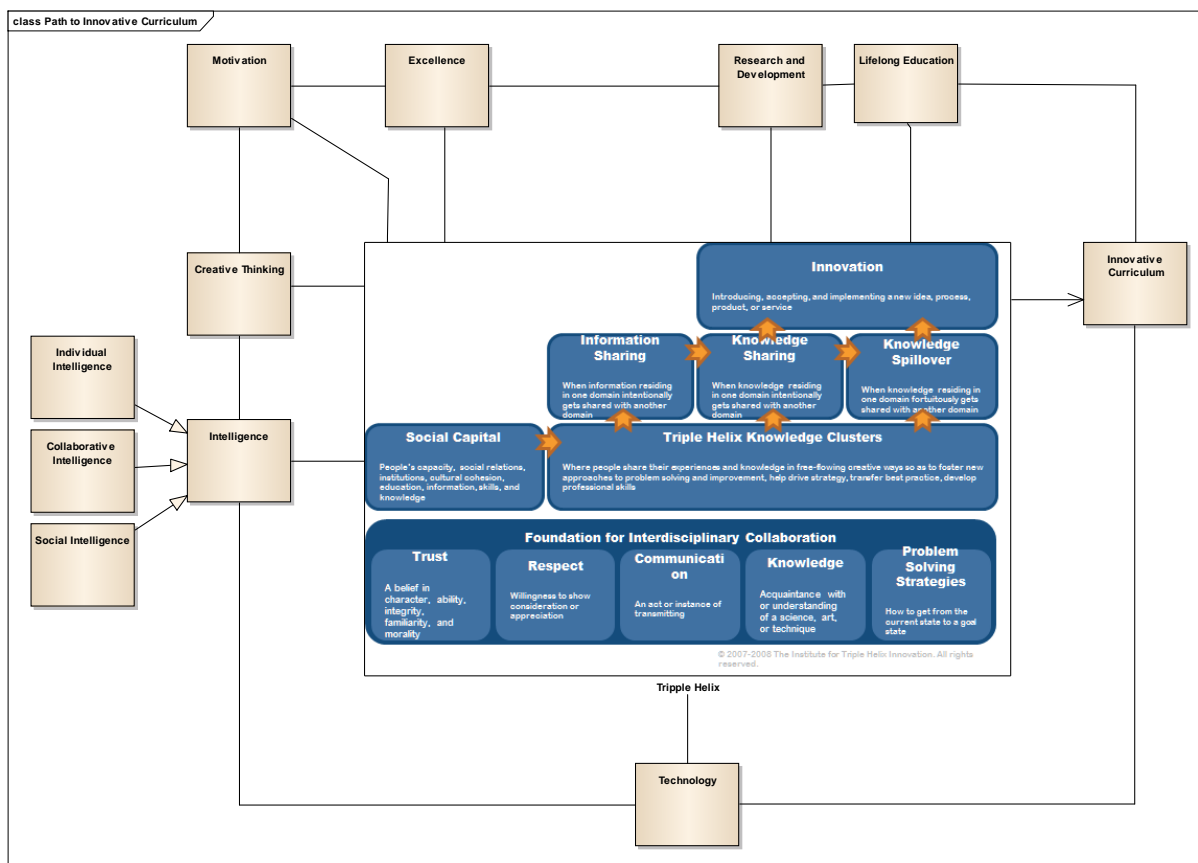 class Path to Innovative Curriculum
Motivation
Excellence
Research and
Development
Lifelong Education
Creative Thinking
Innovative
Curriculum
Innovation
Introducing, accepting, and implementing a new idea, process,
product, or service
Individual
Intelligence
Collaborative
Intelligence
Social Intelligence
Intelligence
Information
Sharing
When information residing
in one domain intentionally
gets shared with another
domain
Knowledge
Sharing
When knowledge residing
in one domain intentionally
gets shared with another
domain
Knowledge
Spillover
When knowledge residing in
one domain fortuitously gets
shared with another domain
Social Capital
People's capacity, social relations,
institutions, cultural cohesion,
education, information, skills, and
knowledge
Triple Helix Knowledge Clusters
Where people share their experiences and knowledge in free-flowing creative ways so as to foster new
approaches to problem solving and improvement, help drive strategy, transfer best practice, develop
professional skills
Foundation for Interdisciplinary Collaboration
Trust
A belief in
character, ability,
integrity,
familiarity, and
morality
Respect
Willingness to show
consideration or
appreciation
Communicati
on
An act or instance of
transmitting
Knowledge
Acquaintance with
or understanding
of a science, art,
or technique
Problem
Solving
Strategies
How to get from the
current state to a goal
state
© 2007-2008 The Institute for Triple Helix Innovation. All rights
reserved.
Tripple Helix
Technology